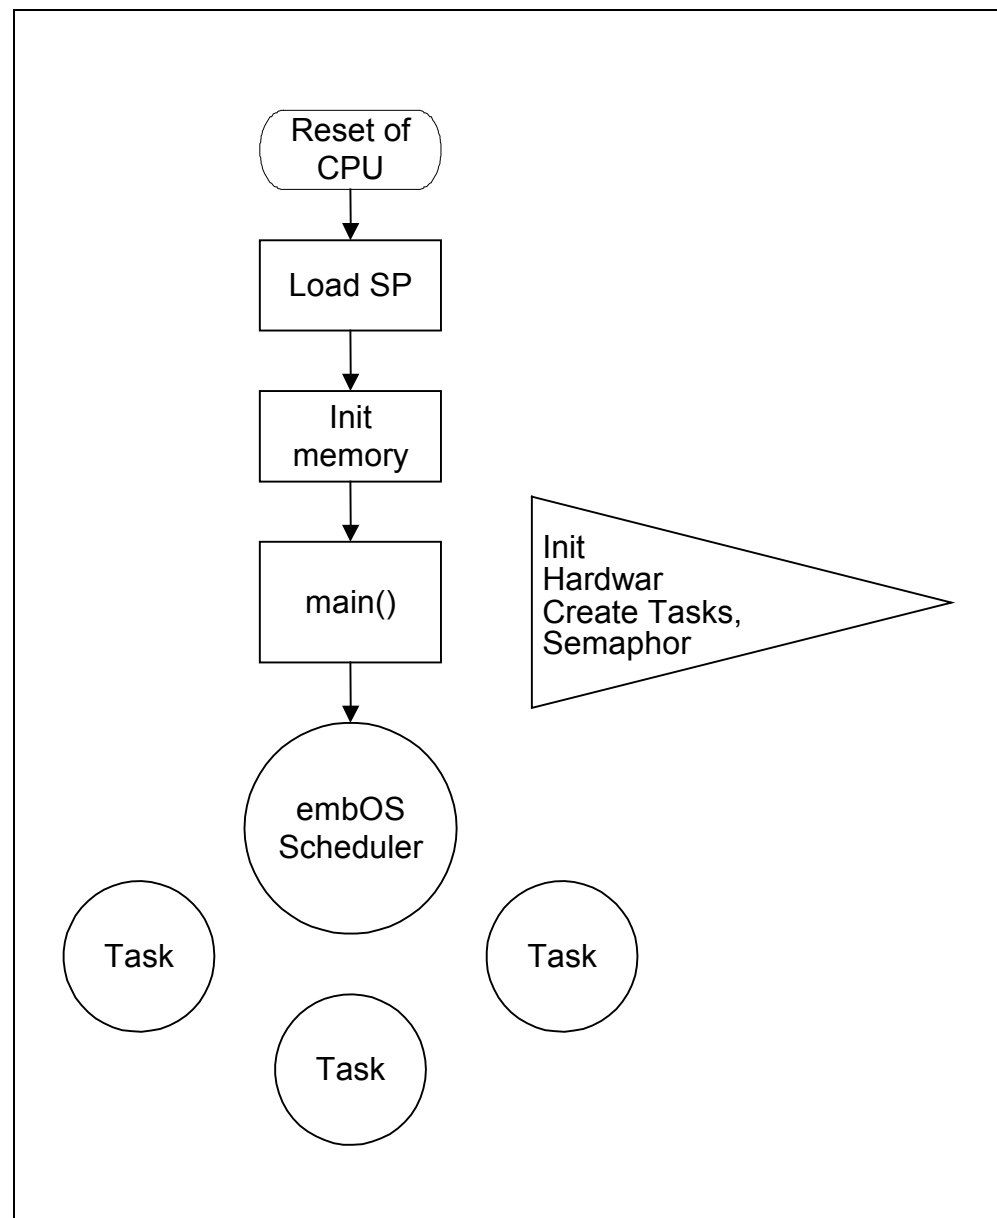 Reset of
CPU
Load SP
Init
memory
main()
Init
Hardwar
Create Tasks,
Semaphor
embOS
Scheduler
Task
Task
Task